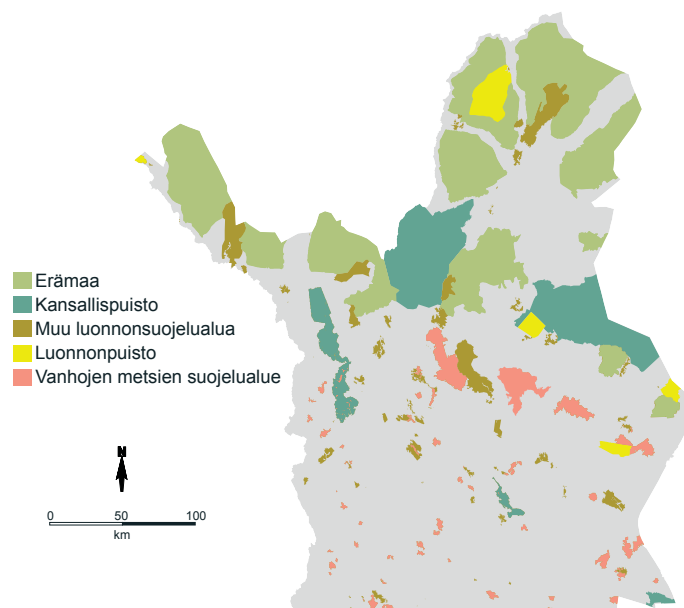 Erämaa
Kansallispuisto
Muu luonnonsuojelualua
Luonnonpuisto
Vanhojen metsien suojelualue
N
0 50 100
km